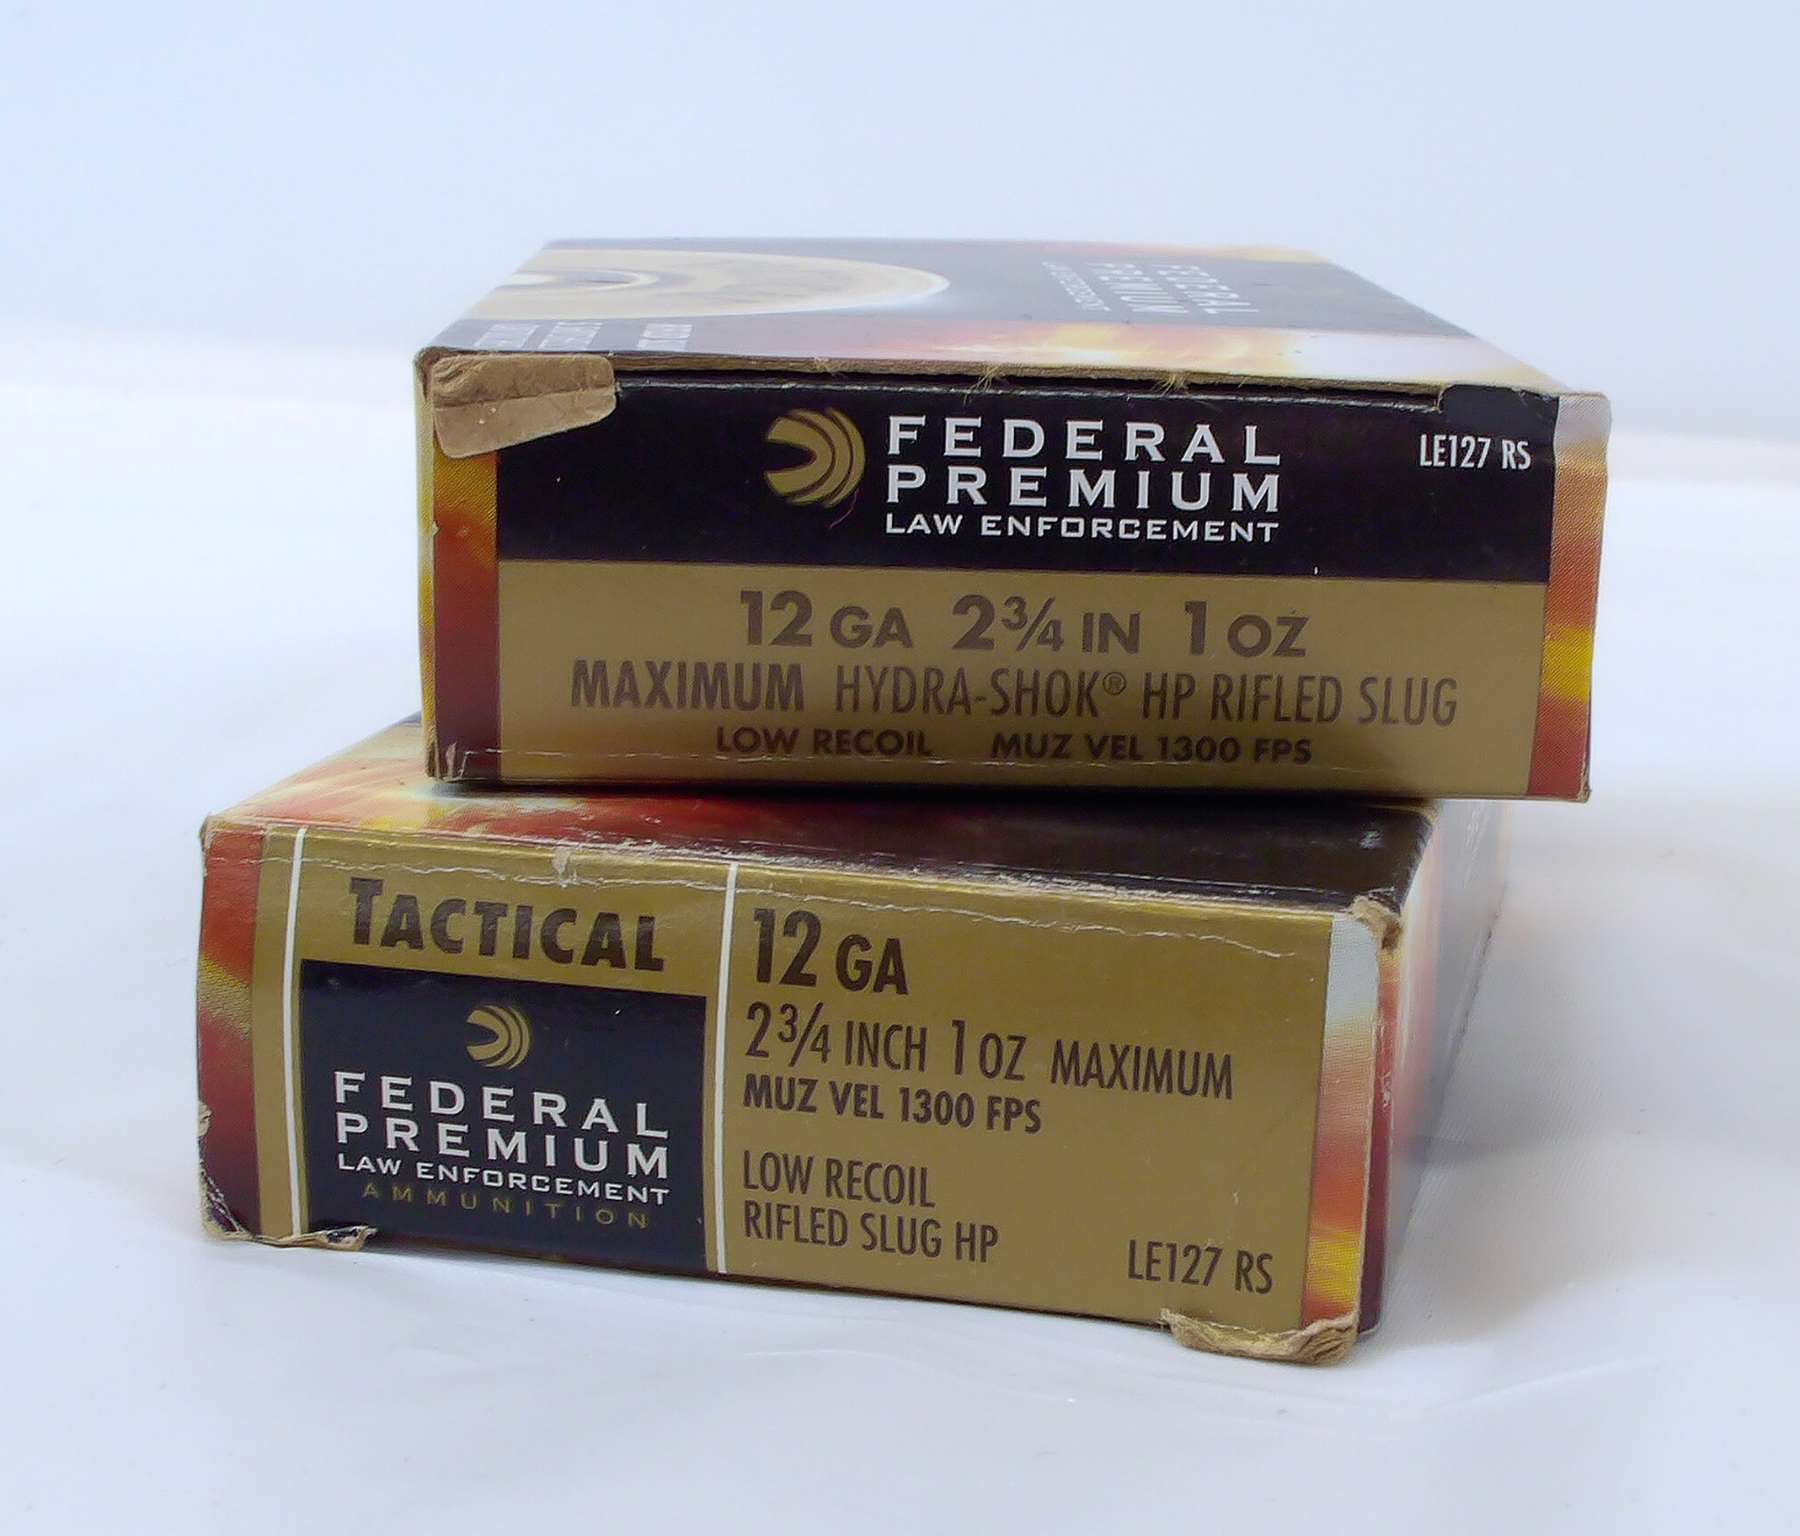 FEDERAL
PREMIUM
FEDERAL
PREMIUM
LAW ENFORCEMENT
LE127 RS
12 GA 2¾ IN 1 OZ
MAXIMUM HYDRA-SHOK® HP RIFLED SLUG
LOW RECOIL MUZ VEL 1300 FPS
TACTICAL
FEDERAL
PREMIUM
LAW ENFORCEMENT
AMMUNITION
12 GA
2¾ INCH 1 OZ MAXIMUM
MUZ VEL 1300 FPS
LOW RECOIL
RIFLED SLUG HP
LE127 RS